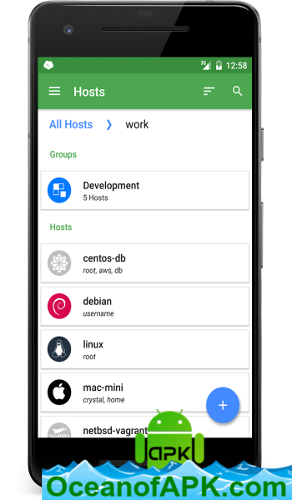 3G 12:58
Hosts
All Hosts ❯ work
Groups
Development
5 Hosts
Hosts
centos-db
root, aws, db
debian
username
linux
root
mac-mini
crystal, home
netbsd-vagrant
+
apk
OceanofAPK.com